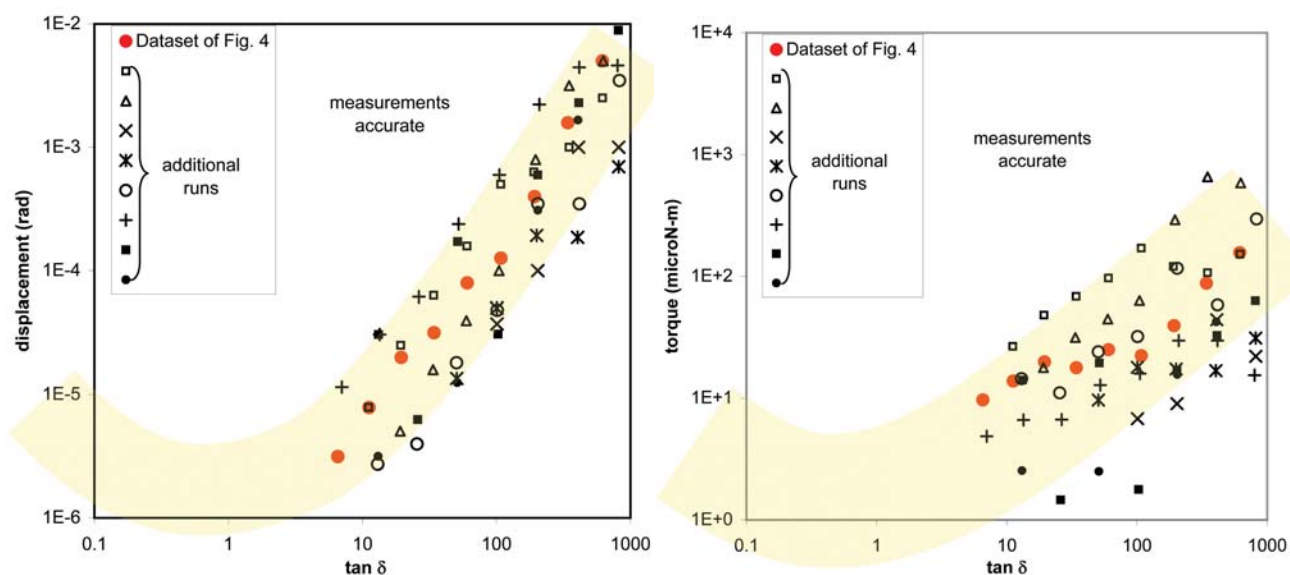 1E-2
Dataset of Fig. 4
additional
runs
measurements
accurate
1E-3
1E-4
1E-5
1E-6
displacement (rad)
0.1
1
10
100
1000
tan δ
1E+4
Dataset of Fig. 4
additional
runs
measurements
accurate
1E+3
1E+2
1E+1
1E+0
torque (microN-m)
0.1
1
10
100
1000
tan δ